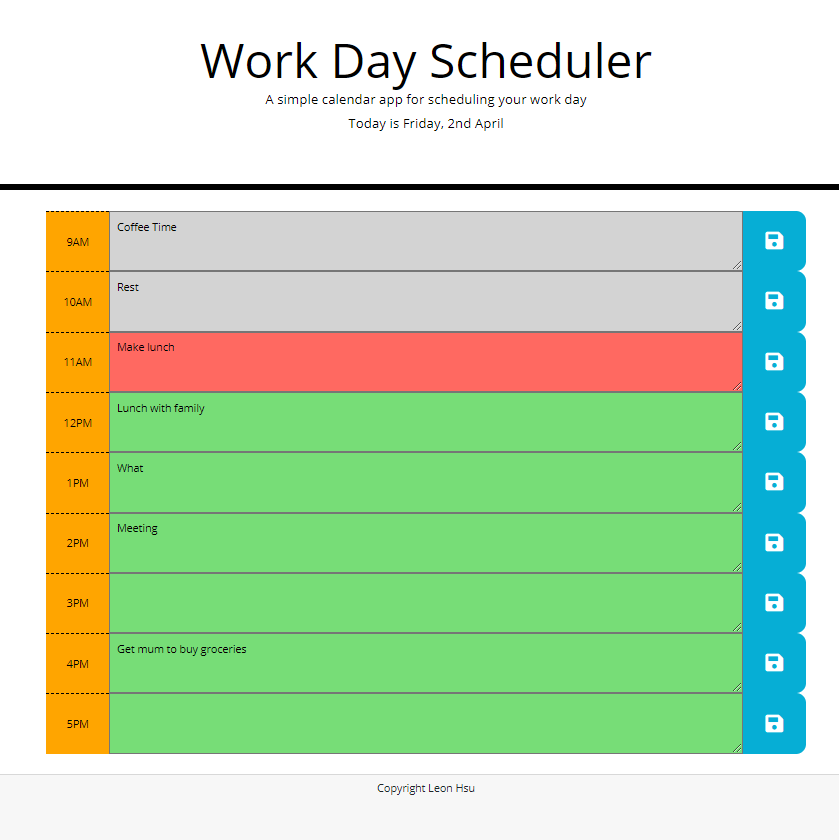 Work Day Scheduler
A simple calendar app for scheduling your work day
Today is Friday, 2nd April
9AM Coffee Time
10AM Rest
11AM Make lunch
12PM Lunch with family
1PM What
2PM Meeting
3PM
4PM Get mum to buy groceries
5PM
Copyright Leon Hsu